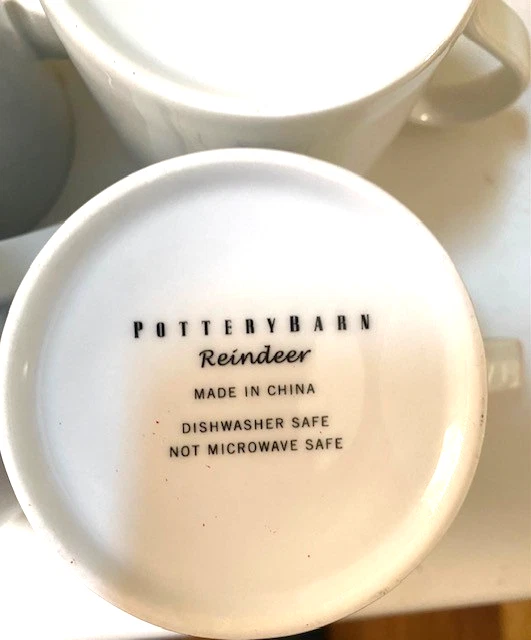 POTTERYBARN
Reindeer
MADE IN CHINA
DISHWASHER SAFE
NOT MICROWAVE SAFE